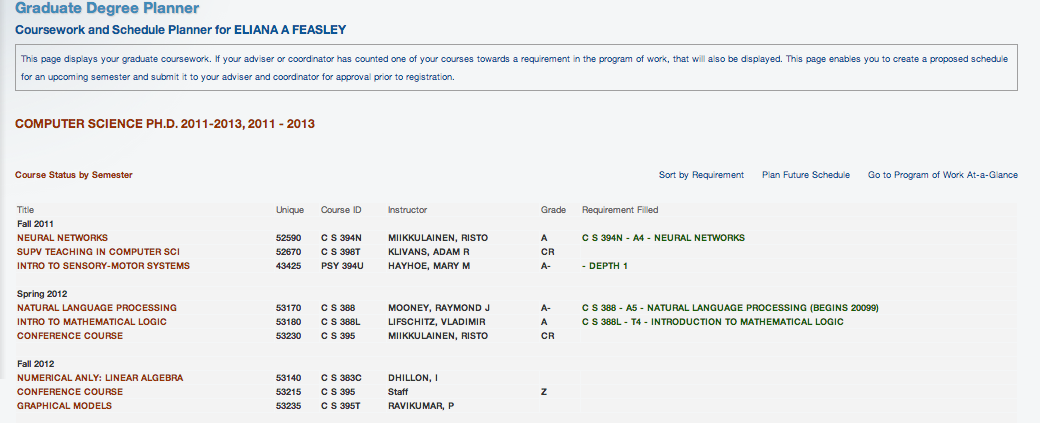 Graduate Degree Planner
Coursework and Schedule Planner for ELIANA A FEASLEY
This page displays your graduate coursework. If your adviser or coordinator has counted one of your courses towards a requirement in the program of work, that will also be displayed. This page enables you to create a proposed schedule
for an upcoming semester and submit it to your adviser and coordinator for approval prior to registration.
COMPUTER SCIENCE PH.D. 2011-2013, 2011 - 2013
Course Status by Semester Sort by Requirement Plan Future Schedule Go to Program of Work At-a-Glance
Title Unique Course ID Instructor Grade Requirement Filled
Fall 2011
NEURAL NETWORKS 52590 C S 394N MIIKKULAINEN, RISTO A C S 394N - A4 - NEURAL NETWORKS
SUPV TEACHING IN COMPUTER SCI 52670 C S 398T KLIVANS, ADAM R CR
INTRO TO SENSORY-MOTOR SYSTEMS 43425 PSY 394U HAYHOE, MARY M A- - DEPTH 1
Spring 2012
NATURAL LANGUAGE PROCESSING 53170 C S 388 MOONEY, RAYMOND J A- C S 388 - A5 - NATURAL LANGUAGE PROCESSING (BEGINS 20099)
INTRO TO MATHEMATICAL LOGIC 53180 C S 388L LIFSCHITZ, VLADIMIR A C S 388L - T4 - INTRODUCTION TO MATHEMATICAL LOGIC
CONFERENCE COURSE 53230 C S 395 MIIKKULAINEN, RISTO CR
Fall 2012
NUMERICAL ANLY: LINEAR ALGEBRA 53140 C S 383C DHILLON, I
CONFERENCE COURSE 53215 C S 395 Staff Z
GRAPHICAL MODELS 53235 C S 395T RAVIKUMAR, P